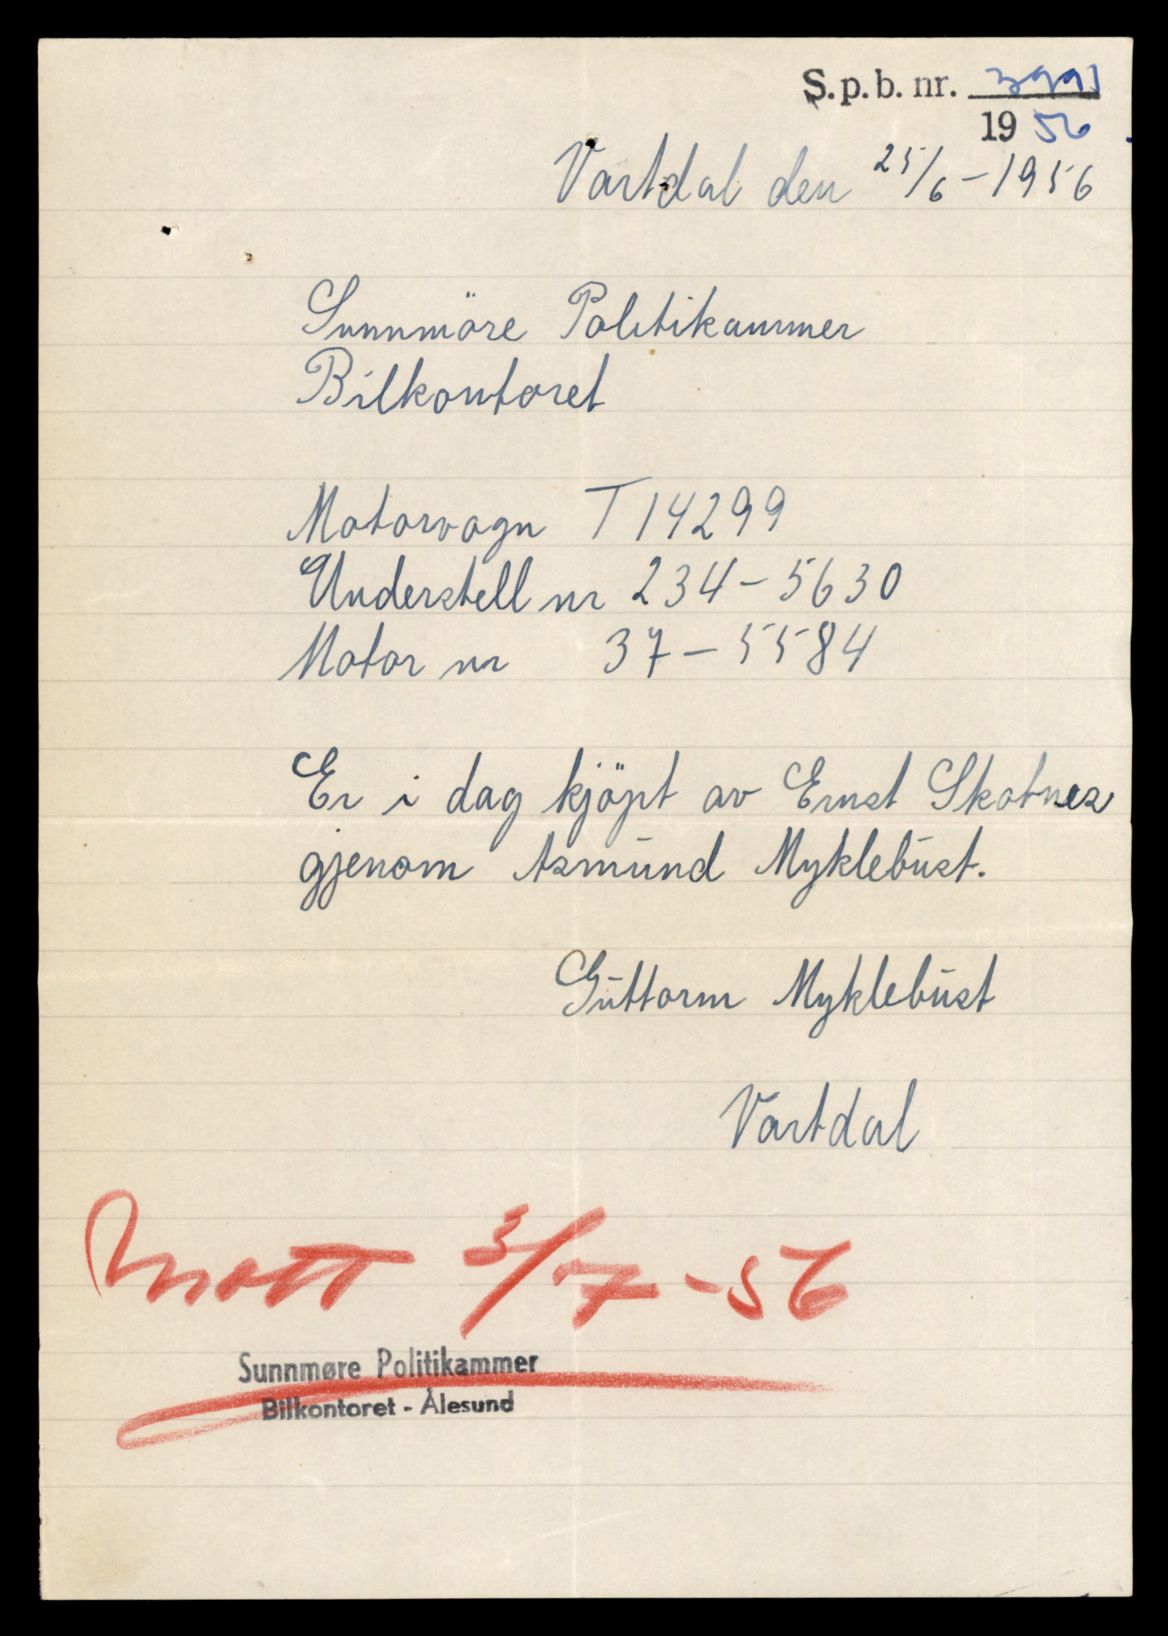 S.p.b. nr. 3991
1956
Vartdal den 25/6-1956
Sunnmöre Politikammer
Bilkontoret
Motorvogn T 14299
Understell nr 234-5630
Motor nr 37-5584
Er i dag kjöpt av Ernst Skotnes
gjenom Asmund Myklebust.
Guttorm Myklebust
Vartdal
Mott 3/7-56
Sunnmøre Politikammer
Bilkontoret - Ålesund